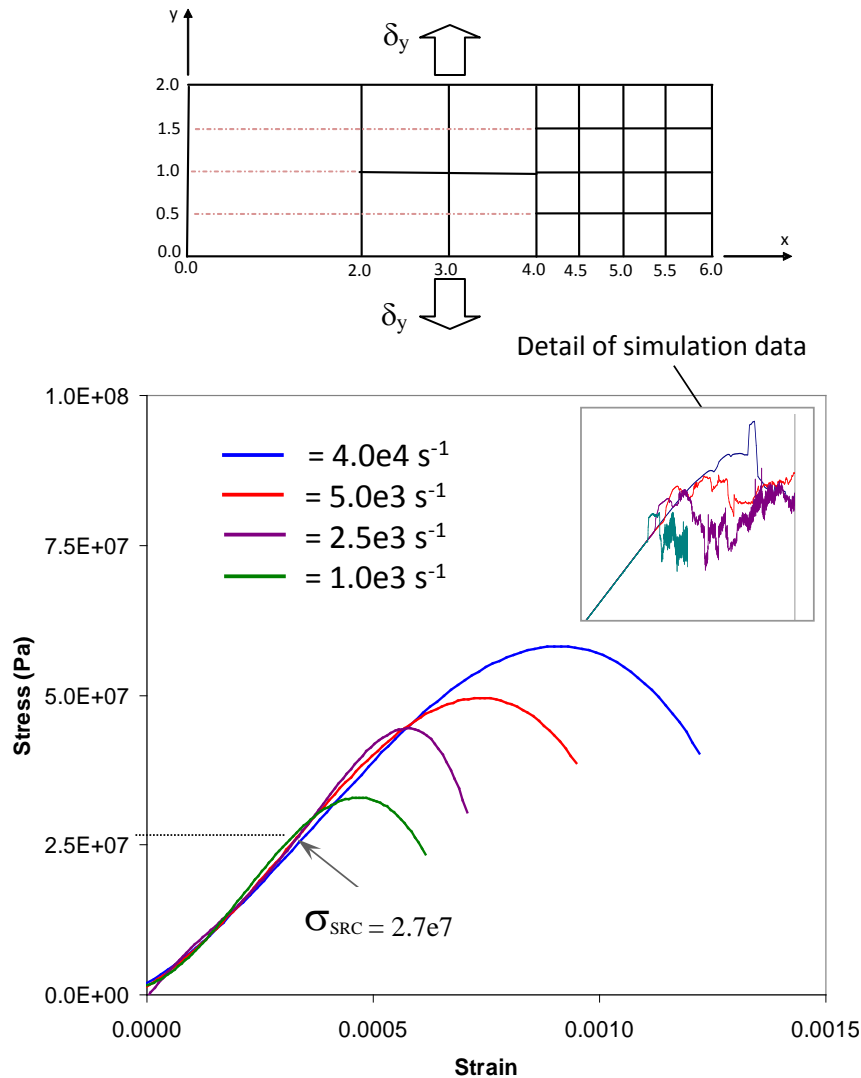 y
δy
2.0
1.5
1.0
0.5
0.0
x
0.0 2.0 3.0 4.0 4.5 5.0 5.5 6.0
δy
Detail of simulation data
1.0E+08
= 4.0e4 s-1
= 5.0e3 s-1
7.5E+07
= 2.5e3 s-1
= 1.0e3 s-1
Stress (Pa)
5.0E+07
2.5E+07
σSRC = 2.7e7
0.0E+00
0.0000 0.0005 0.0010 0.0015
Strain